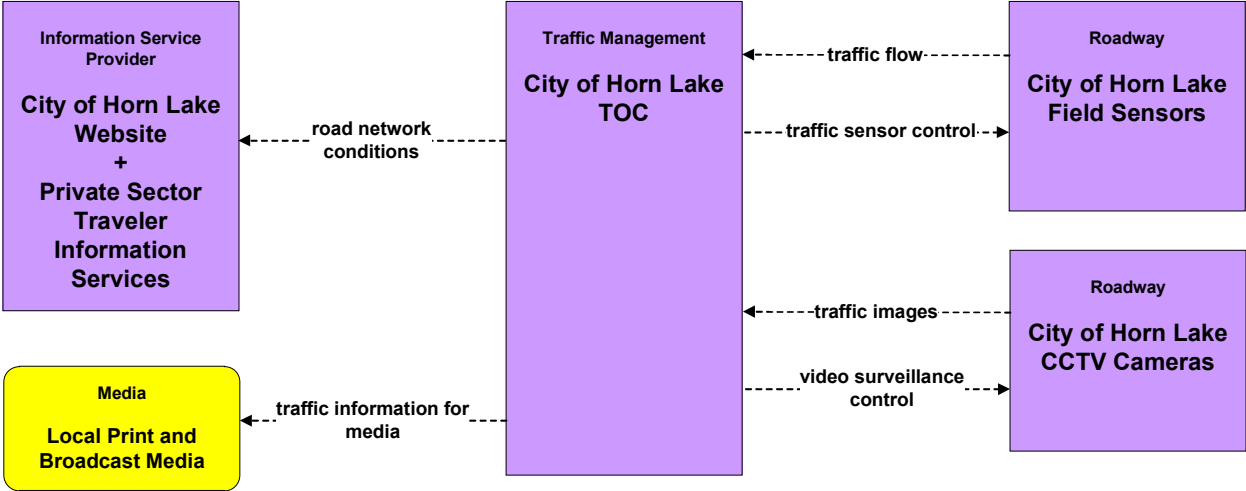 Information Service
Provider
City of Horn Lake
Website
+
Private Sector
Traveler
Information
Services
road network
conditions
Media
Local Print and
Broadcast Media
traffic information for
media
Traffic Management
City of Horn Lake
TOC
traffic flow
traffic sensor control
Roadway
City of Horn Lake
Field Sensors
traffic images
video surveillance
control
Roadway
City of Horn Lake
CCTV Cameras